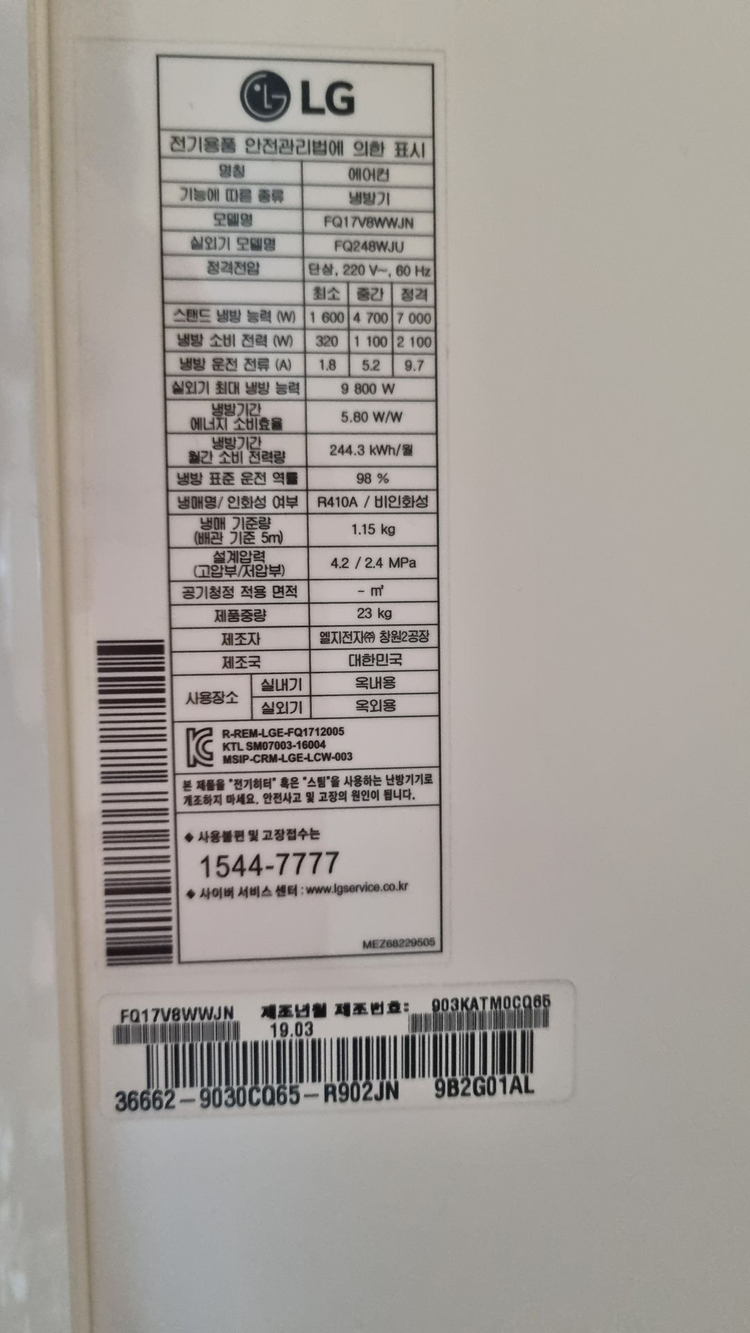 LG
전기용품 안전관리법에 의한 표시
명칭 에어컨
기능에 따른 종류 냉방기
모델명 FQ17V8WWJN
실외기 모델명 FQ248WJU
정격전압 단상, 220 V~, 60 Hz
최소 중간 정격
스탠드 냉방 능력 (W) 1 600 4 700 7 000
냉방 소비 전력 (W) 320 1 100 2 100
냉방 운전 전류 (A) 1.8 5.2 9.7
실외기 최대 냉방 능력 9 800 W
냉방기간
에너지 소비효율 5.80 W/W
냉방기간
월간 소비 전력량 244.3 kWh/월
냉방 표준 운전 역률 98 %
냉매명/ 인화성 여부 R410A / 비인화성
냉매 기준량
(배관 기준 5m) 1.15 kg
설계압력
(고압부/저압부) 4.2 / 2.4 MPa
공기청정 적용 면적 - ㎡
제품중량 23 kg
제조자 엘지전자㈜ 창원2공장
제조국 대한민국
사용장소 실내기 옥내용
실외기 옥외용
R-REM-LGE-FQ1712005
KTL SM07003-16004
MSIP-CRM-LGE-LCW-003
본 제품을 "전기히터" 혹은 "스팀"을 사용하는 난방기기로
개조하지 마세요. 안전사고 및 고장의 원인이 됩니다.
◆ 사용불편 및 고장접수는
1544-7777
◆ 사이버 서비스 센터 : www.lgservice.co.kr
MEZ68229505
FQ17V8WWJN 제조년월 제조번호: 903KATM0CQ65
19.03
36662-9030CQ65-R902JN 9B2G01AL